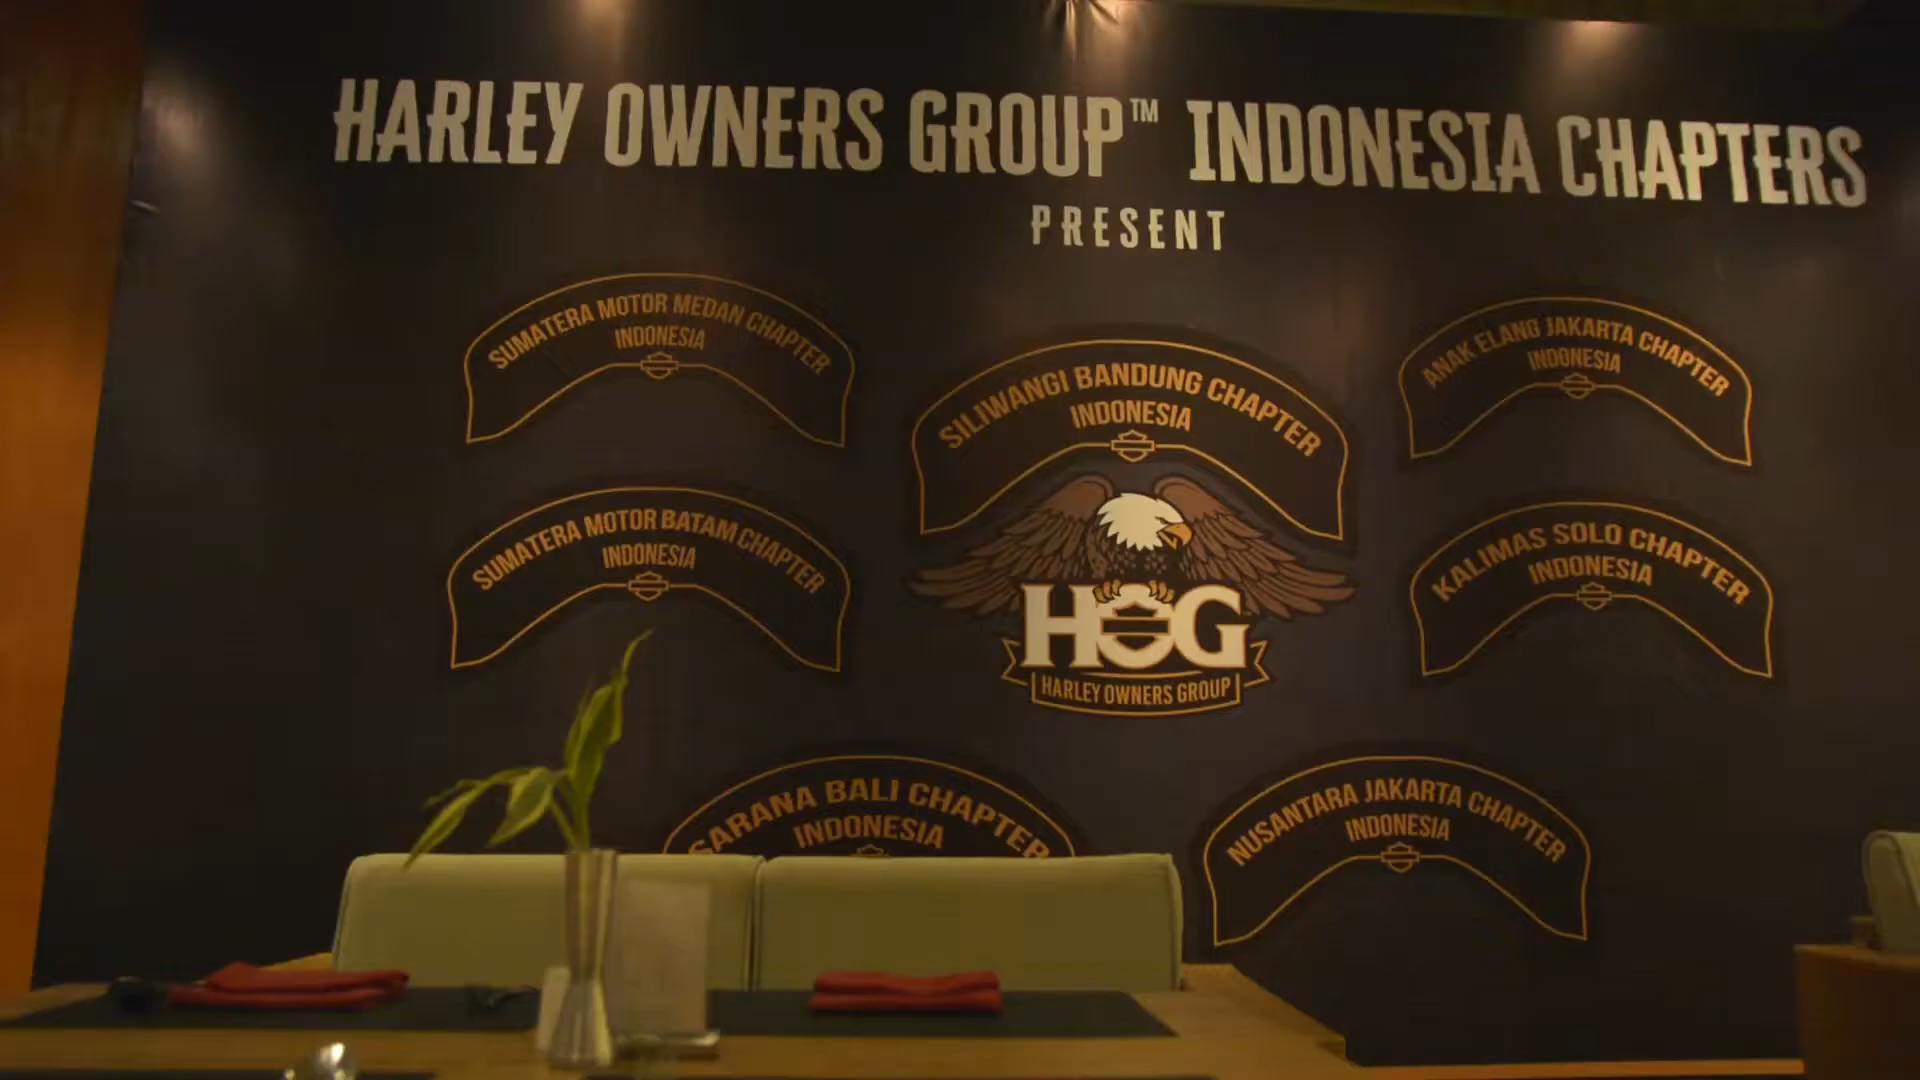 HARLEY OWNERS GROUP™ INDONESIA CHAPTERS
PRESENT
SUMATERA MOTOR MEDAN CHAPTER
INDONESIA
SILIWANGI BANDUNG CHAPTER
INDONESIA
ANAK ELANG JAKARTA CHAPTER
INDONESIA
SUMATERA MOTOR BATAM CHAPTER
INDONESIA
HOG
HARLEY OWNERS GROUP
KALIMAS SOLO CHAPTER
INDONESIA
SARANA BALI CHAPTER
INDONESIA
NUSANTARA JAKARTA CHAPTER
INDONESIA